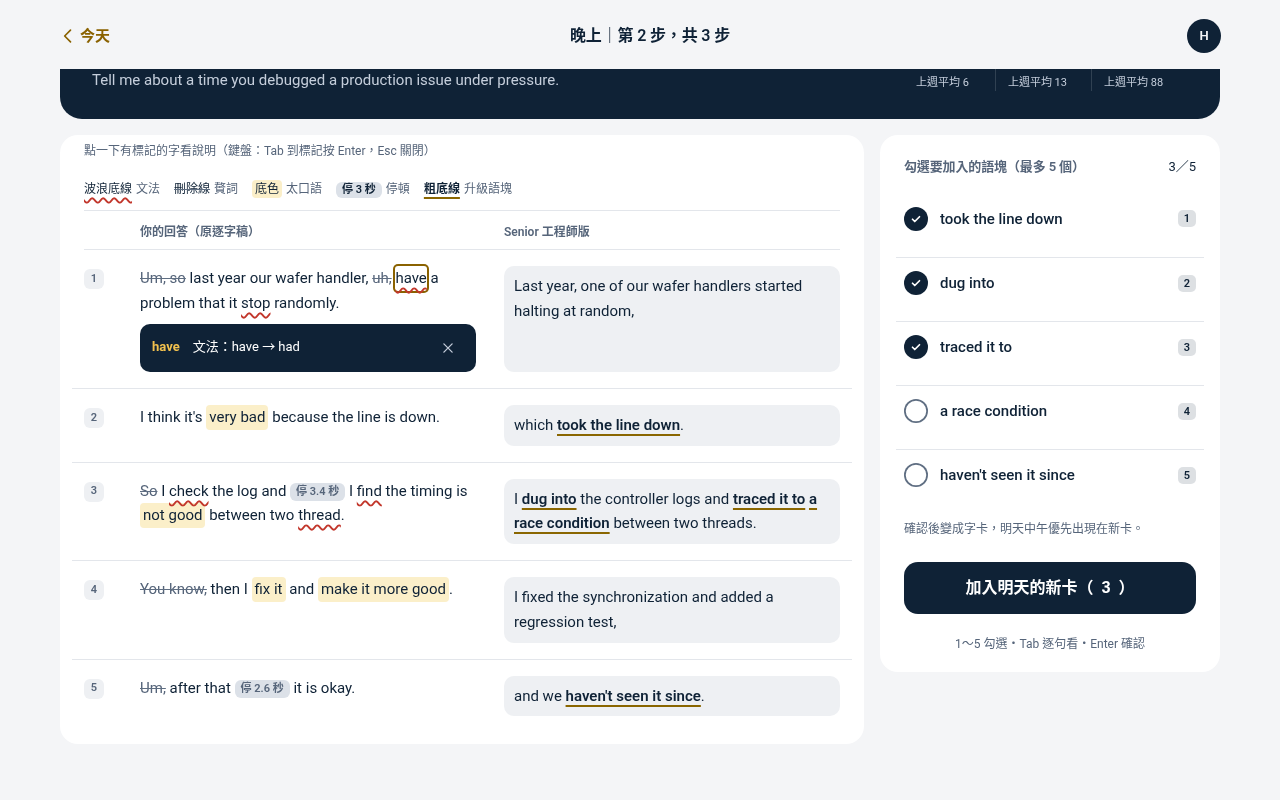 今天
晚上｜第 2 步，共 3 步
H
Tell me about a time you debugged a production issue under pressure.
上週平均 6
上週平均 13
上週平均 88
點一下有標記的字看說明（鍵盤：Tab 到標記按 Enter，Esc 關閉）
波浪底線 文法 刪除線 贅詞 底色 太口語 停 3 秒 停頓 粗底線 升級語塊
你的回答（原逐字稿）
Senior 工程師版
1
Um, so last year our wafer handler, uh, have a
problem that it stop randomly.
have 文法：have → had ×
Last year, one of our wafer handlers started
halting at random,
2
I think it's very bad because the line is down.
which took the line down.
3
So I check the log and 停 3.4 秒 I find the timing is
not good between two thread.
I dug into the controller logs and traced it to a
race condition between two threads.
4
You know, then I fix it and make it more good.
I fixed the synchronization and added a
regression test,
5
Um, after that 停 2.6 秒 it is okay.
and we haven't seen it since.
勾選要加入的語塊（最多 5 個）
3／5
took the line down 1
dug into 2
traced it to 3
a race condition 4
haven't seen it since 5
確認後變成字卡，明天中午優先出現在新卡。
加入明天的新卡（ 3 ）
1～5 勾選・Tab 逐句看・Enter 確認